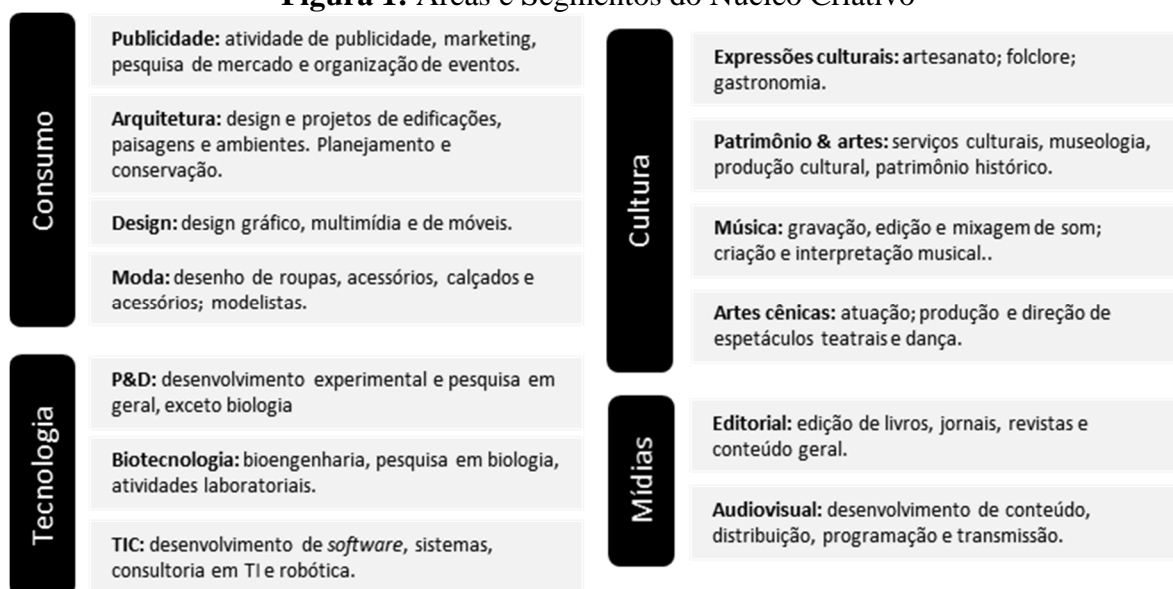 Figura 1: Áreas e Segmentos do Núcleo Criativo
Consumo
Publicidade: atividade de publicidade, marketing,
pesquisa de mercado e organização de eventos.
Arquitetura: design e projetos de edificações,
paisagens e ambientes. Planejamento e
conservação.
Design: design gráfico, multimídia e de móveis.
Moda: desenho de roupas, acessórios, calçados e
acessórios; modelistas.
Tecnologia
P&D: desenvolvimento experimental e pesquisa em
geral, exceto biologia
Biotecnologia: bioengenharia, pesquisa em biologia,
atividades laboratoriais.
TIC: desenvolvimento de software, sistemas,
consultoria em TI e robótica.
Cultura
Expressões culturais: artesanato; folclore;
gastronomia.
Patrimônio & artes: serviços culturais, museologia,
produção cultural, patrimônio histórico.
Música: gravação, edição e mixagem de som;
criação e interpretação musical..
Artes cênicas: atuação; produção e direção de
espetáculos teatrais e dança.
Mídias
Editorial: edição de livros, jornais, revistas e
conteúdo geral.
Audiovisual: desenvolvimento de conteúdo,
distribuição, programação e transmissão.